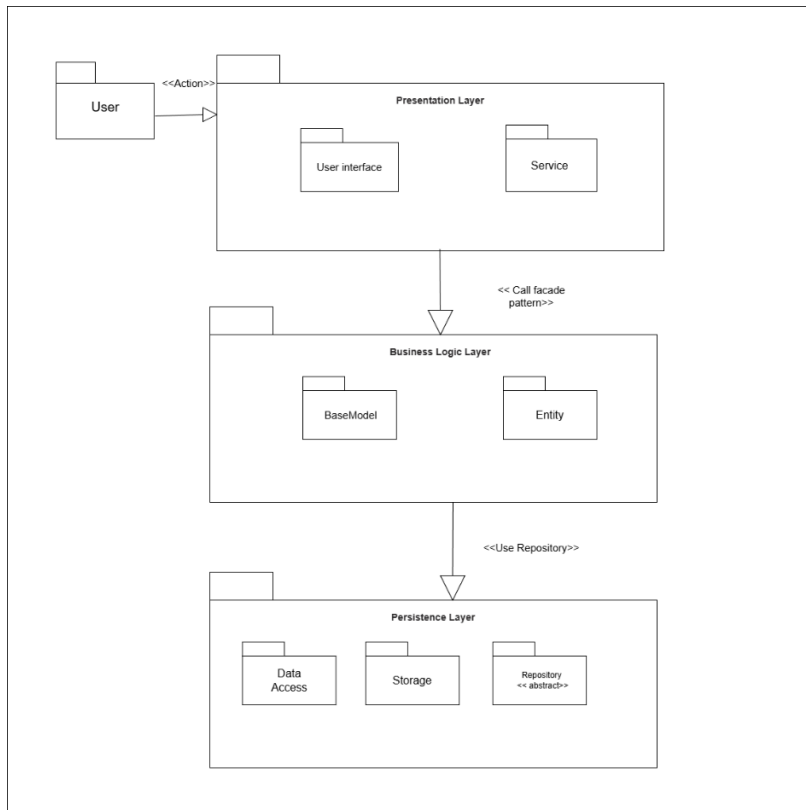 <<Action>>
User
Presentation Layer
User interface
Service
<< Call facade
pattern>>
Business Logic Layer
BaseModel
Entity
<<Use Repository>>
Persistence Layer
Data
Access
Storage
Repository
<< abstract>>